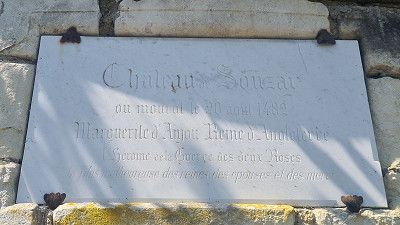 Château de Souzay
où mourut le 20 août 1482
Marguerite d'Anjou Reine d'Angleterre
l'Héroïne de la Guerre des deux Roses
la plus malheureuse des reines des épouses et des mères